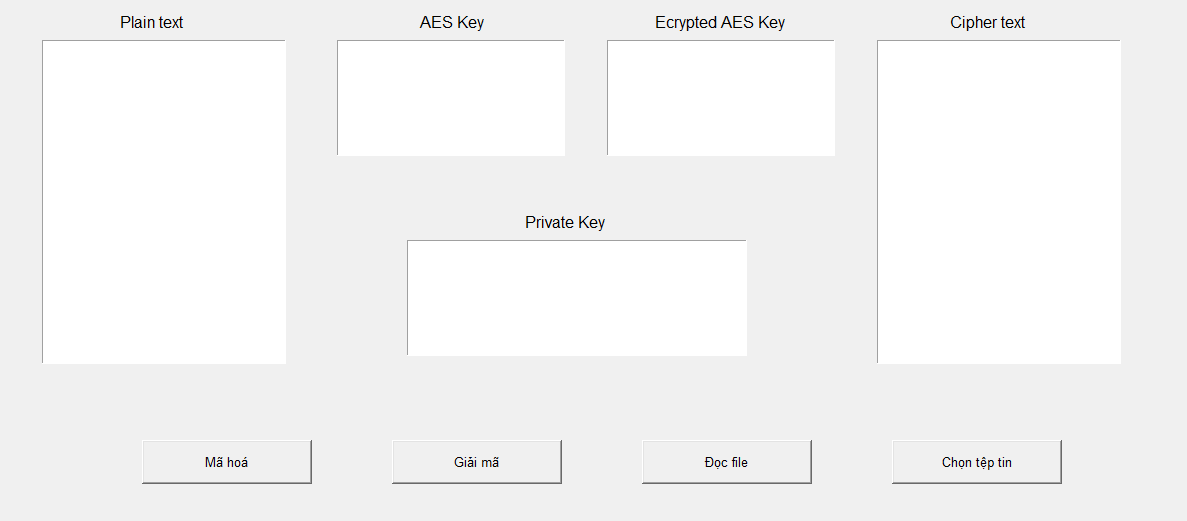 Plain text
AES Key
Ecrypted AES Key
Cipher text
Private Key
Mã hoá
Giải mã
Đọc file
Chọn tệp tin